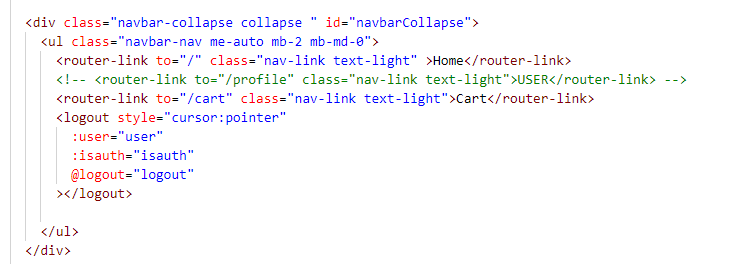 <div class="navbar-collapse collapse " id="navbarCollapse">
<ul class="navbar-nav me-auto mb-2 mb-md-0">
<router-link to="/" class="nav-link text-light" >Home</router-link>
<!-- <router-link to="/profile" class="nav-link text-light">USER</router-link> -->
<router-link to="/cart" class="nav-link text-light">Cart</router-link>
<logout style="cursor:pointer"
:user="user"
:isauth="isauth"
@logout="logout"
></logout>
</ul>
</div>